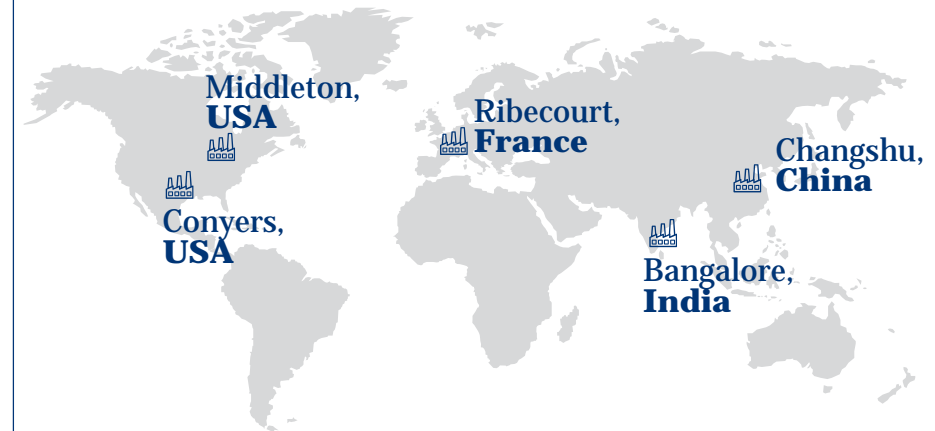 Middleton,
USA
Ribecourt,
France
Changshu,
China
Conyers,
USA
Bangalore,
India